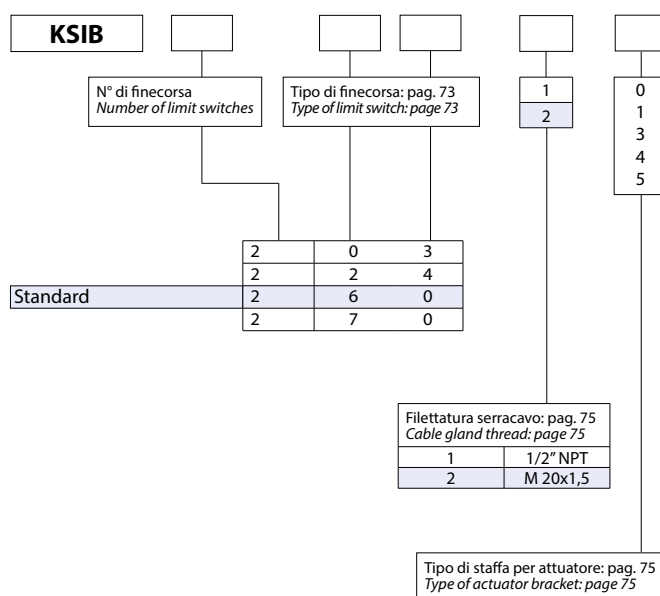 KSIB
N° di finecorsa
Number of limit switches
Tipo di finecorsa: pag. 73
Type of limit switch: page 73
1
2
0
1
3
4
5
2 0 3
2 2 4
Standard 2 6 0
2 7 0
Filettatura serracavo: pag. 75
Cable gland thread: page 75
1 1/2” NPT
2 M 20x1,5
Tipo di staffa per attuatore: pag. 75
Type of actuator bracket: page 75